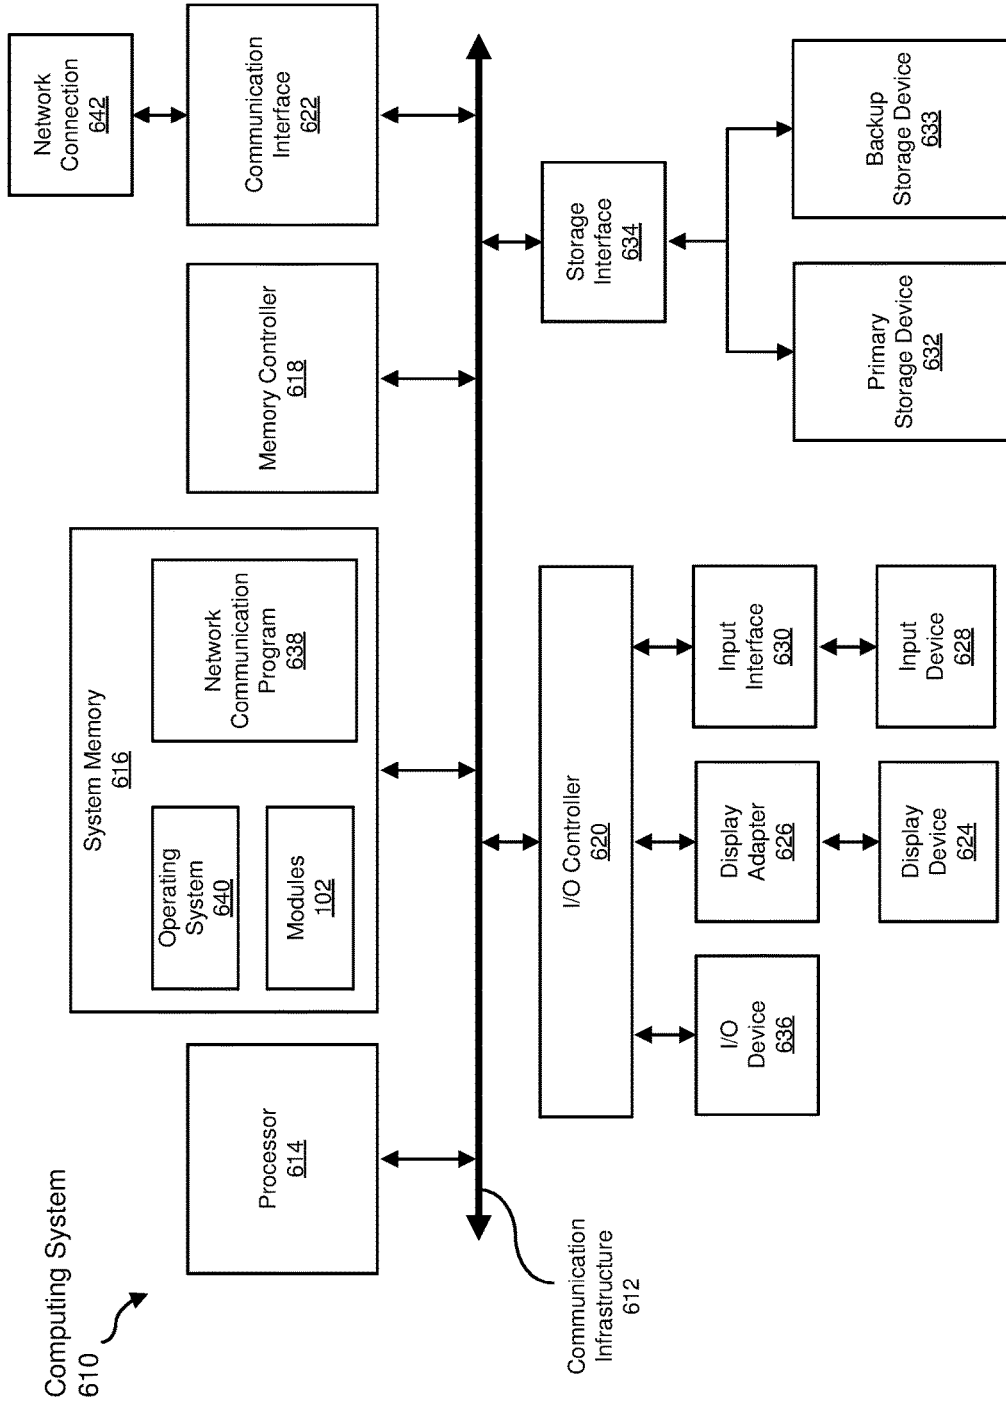 Computing System
610
Processor
614
System Memory
616
Operating
System
640
Modules
102
Network
Communication
Program
638
Memory Controller
618
Communication
Interface
622
Network
Connection
642
Communication
Infrastructure
612
I/O Controller
620
I/O
Device
636
Display
Adapter
626
Input
Interface
630
Display
Device
624
Input
Device
628
Storage
Interface
634
Primary
Storage Device
632
Backup
Storage Device
633